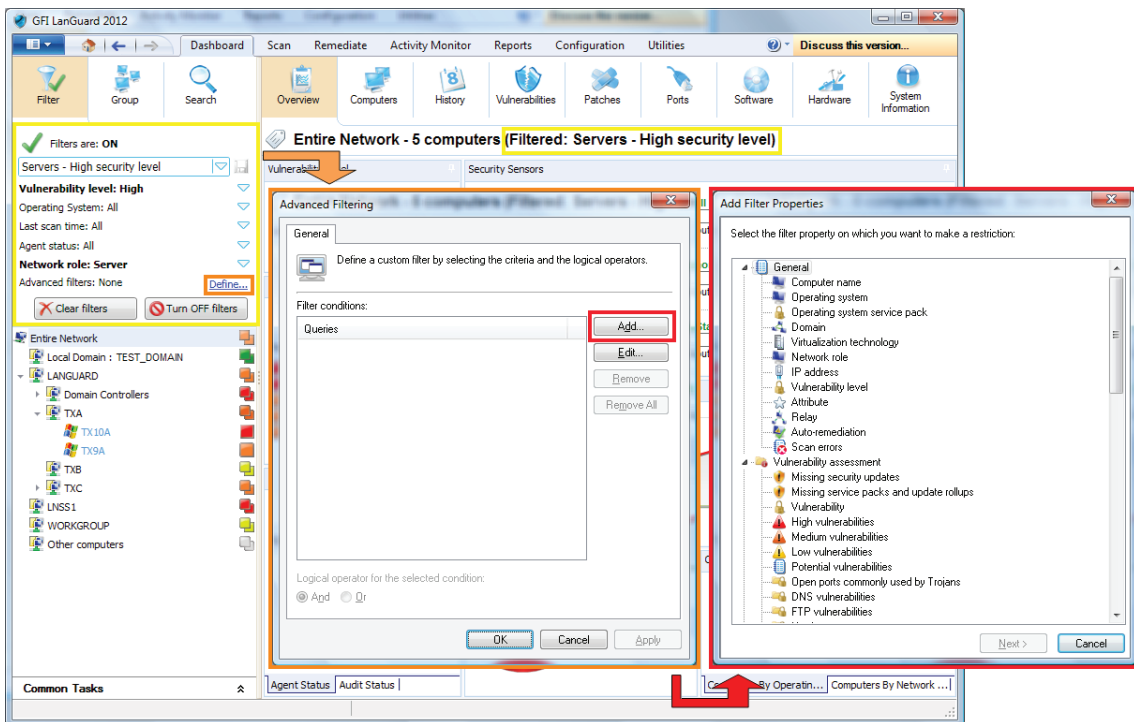 GFI LanGuard 2012
Dashboard Scan Remediate Activity Monitor Reports Configuration Utilities Discuss this version...
Filter Group Search Overview Computers History Vulnerabilities Patches Ports Software Hardware System Information
Filters are: ON
Servers - High security level
Vulnerability level: High
Operating System: All
Last scan time: All
Agent status: All
Network role: Server
Advanced filters: None Define...
Clear filters Turn OFF filters
Entire Network
Local Domain : TEST_DOMAIN
LANGUARD
Domain Controllers
TXA
TX10A
TX9A
TXB
TXC
LNSS1
WORKGROUP
Other computers
Common Tasks
Entire Network - 5 computers (Filtered: Servers - High security level)
Security Sensors
Advanced Filtering
General
Define a custom filter by selecting the criteria and the logical operators.
Filter conditions:
Queries
Add...
Edit...
Remove
Remove All
Logical operator for the selected condition:
And Or
OK Cancel Apply
Agent Status Audit Status
Add Filter Properties
Select the filter property on which you want to make a restriction:
General
Computer name
Operating system
Operating system service pack
Domain
Virtualization technology
Network role
IP address
Vulnerability level
Attribute
Relay
Auto-remediation
Scan errors
Vulnerability assessment
Missing security updates
Missing service packs and update rollups
Vulnerability
High vulnerabilities
Medium vulnerabilities
Low vulnerabilities
Potential vulnerabilities
Open ports commonly used by Trojans
DNS vulnerabilities
FTP vulnerabilities
Next > Cancel
By Operatin... Computers By Network ...